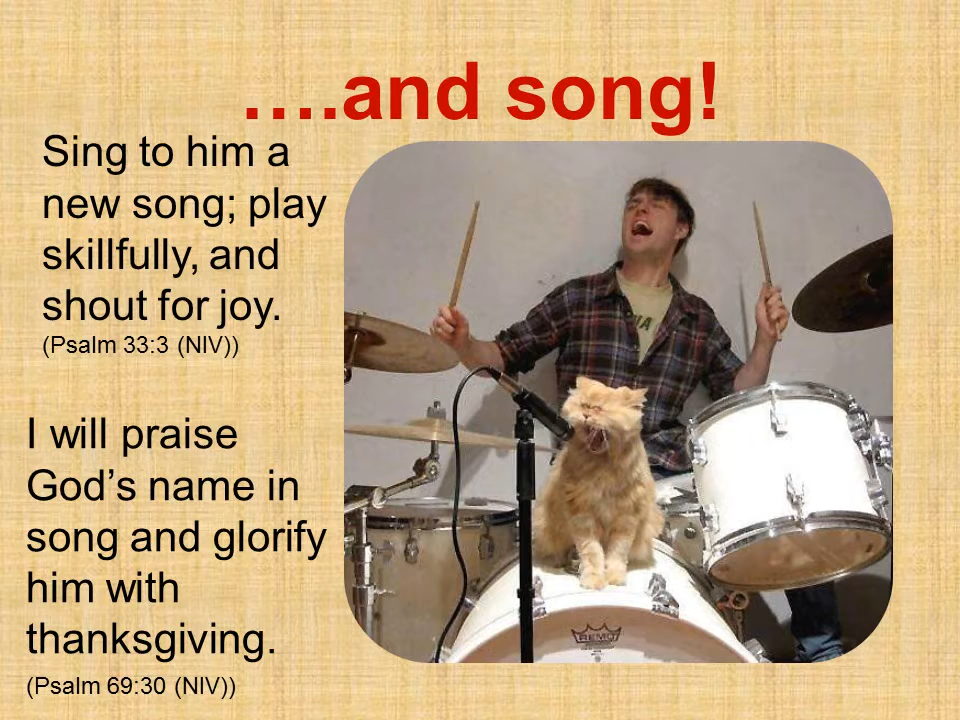 ….and song!
Sing to him a
new song; play
skillfully, and
shout for joy.
(Psalm 33:3 (NIV))
I will praise
God’s name in
song and glorify
him with
thanksgiving.
(Psalm 69:30 (NIV))
REMO